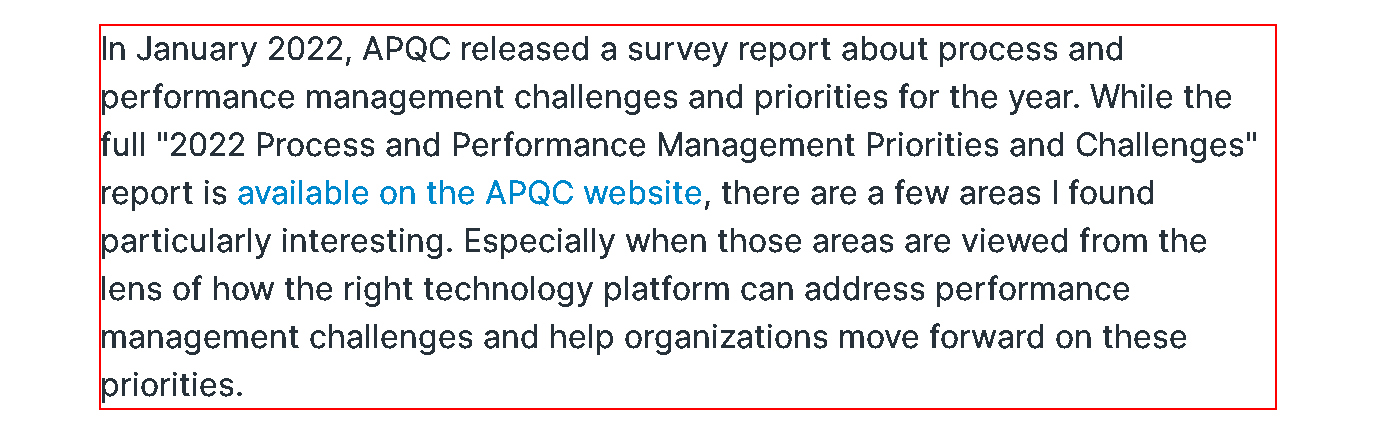 In January 2022, APQC released a survey report about process and
performance management challenges and priorities for the year. While the
full "2022 Process and Performance Management Priorities and Challenges"
report is available on the APQC website, there are a few areas I found
particularly interesting. Especially when those areas are viewed from the
lens of how the right technology platform can address performance
management challenges and help organizations move forward on these
priorities.